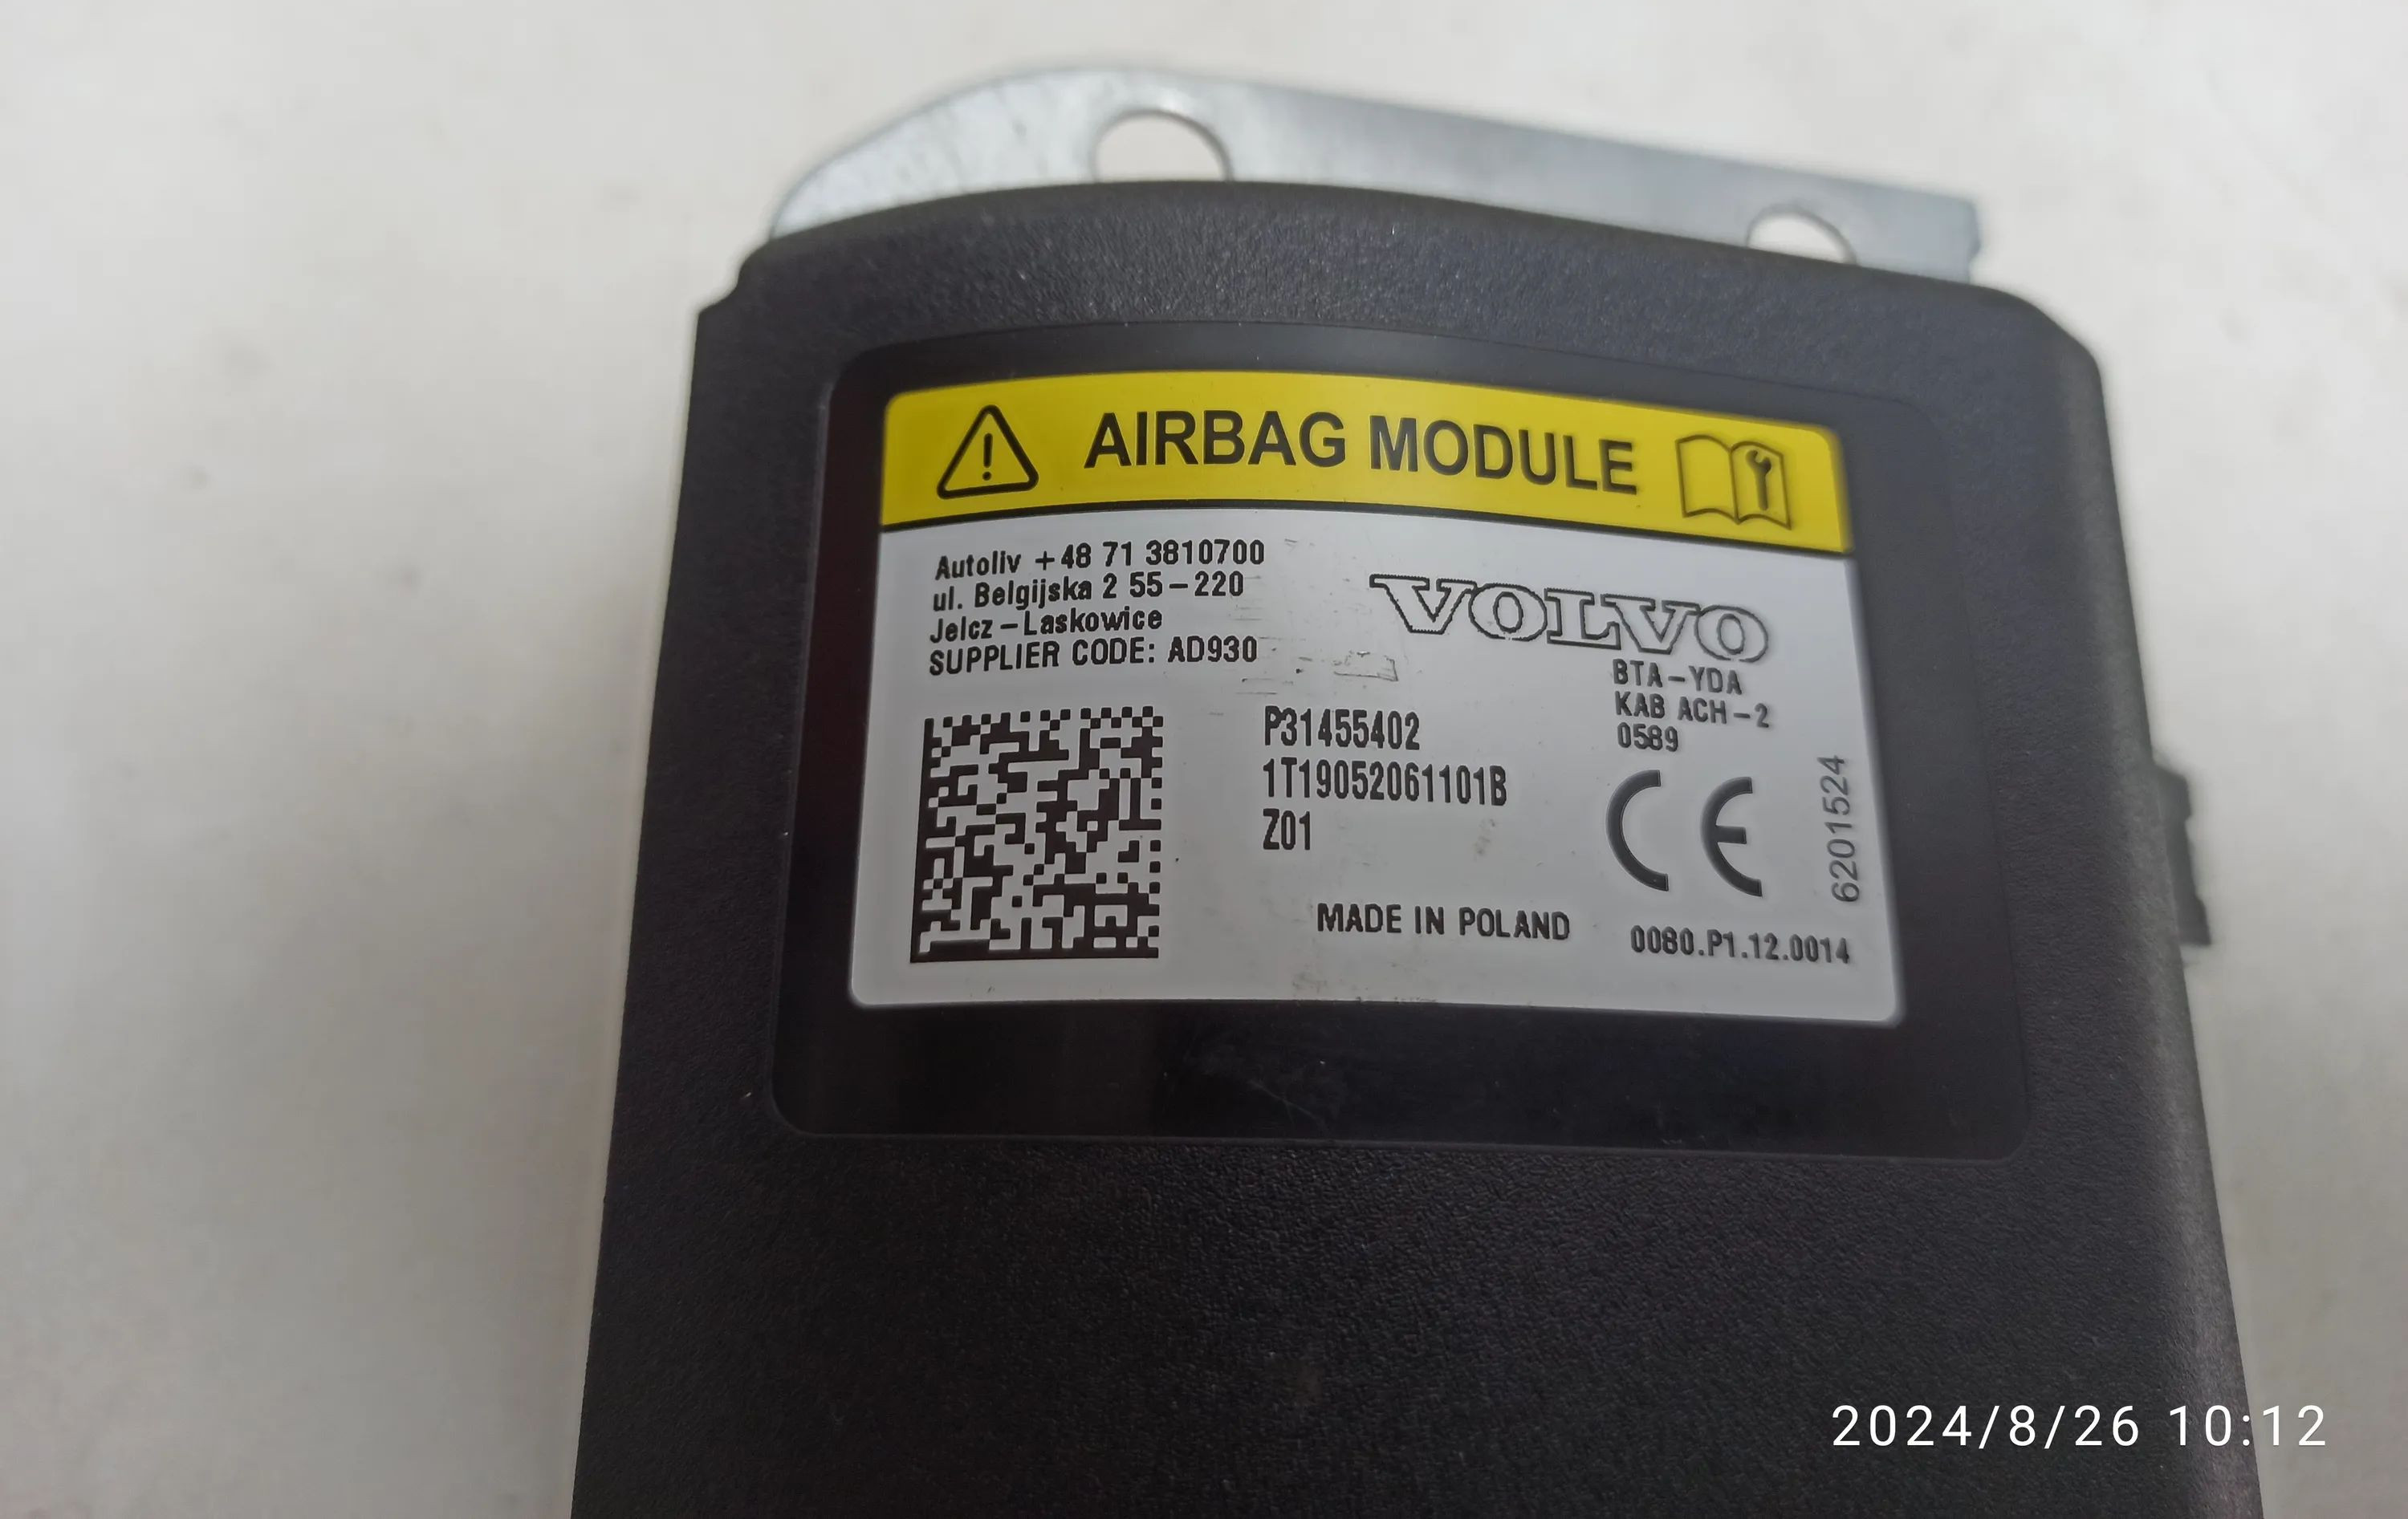 AIRBAG MODULE
Autoliv +48 71 3810700
ul. Belgijska 2 55-220
Jelcz-Laskowice
SUPPLIER CODE: AD930
VOLVO
BTA-YDA
KAB ACH-2
0589
P31455402
1T19052061101B
Z01
CE
6201524
MADE IN POLAND
0080.P1.12.0014
2024/8/26 10:12